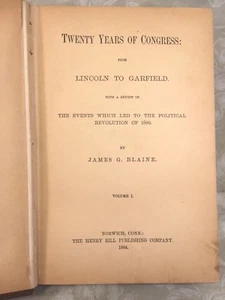 TWENTY YEARS OF CONGRESS:
FROM
LINCOLN TO GARFIELD.
WITH A REVIEW OF
THE EVENTS WHICH LED TO THE POLITICAL
REVOLUTION OF 1860.
BY
JAMES G. BLAINE.
VOLUME I.
NORWICH, CONN.:
THE HENRY BILL PUBLISHING COMPANY.
1884.